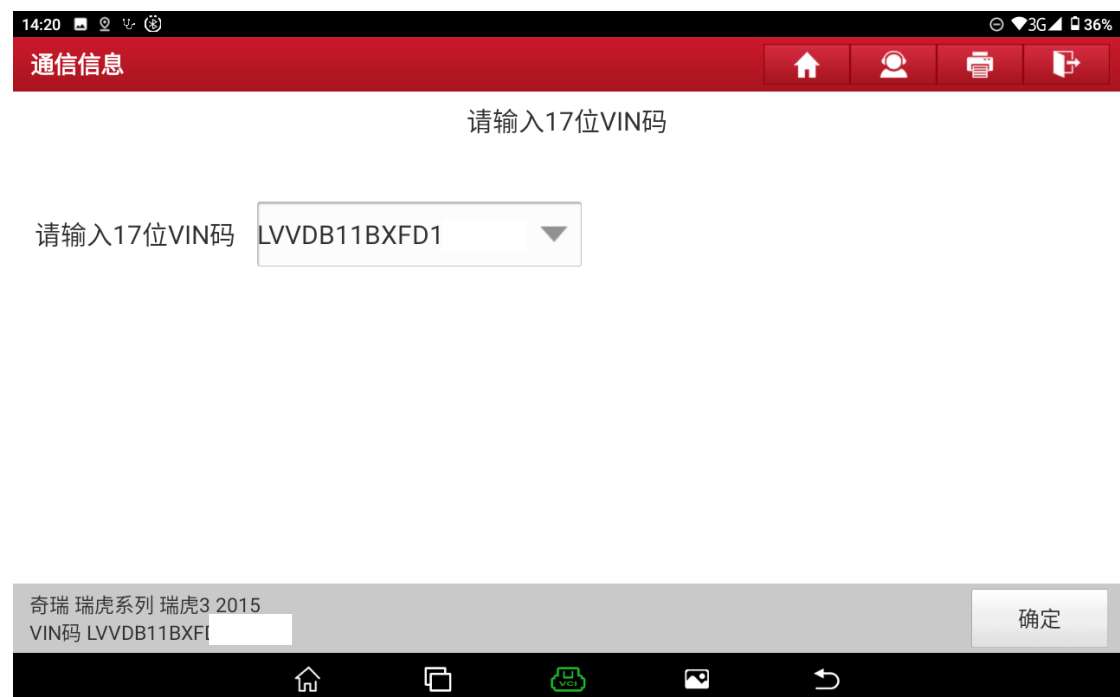 14:20 3G 36%
通信信息
请输入17位VIN码
请输入17位VIN码 LVVDB11BXFD1
奇瑞 瑞虎系列 瑞虎3 2015
VIN码 LVVDB11BXF
确定
VCI